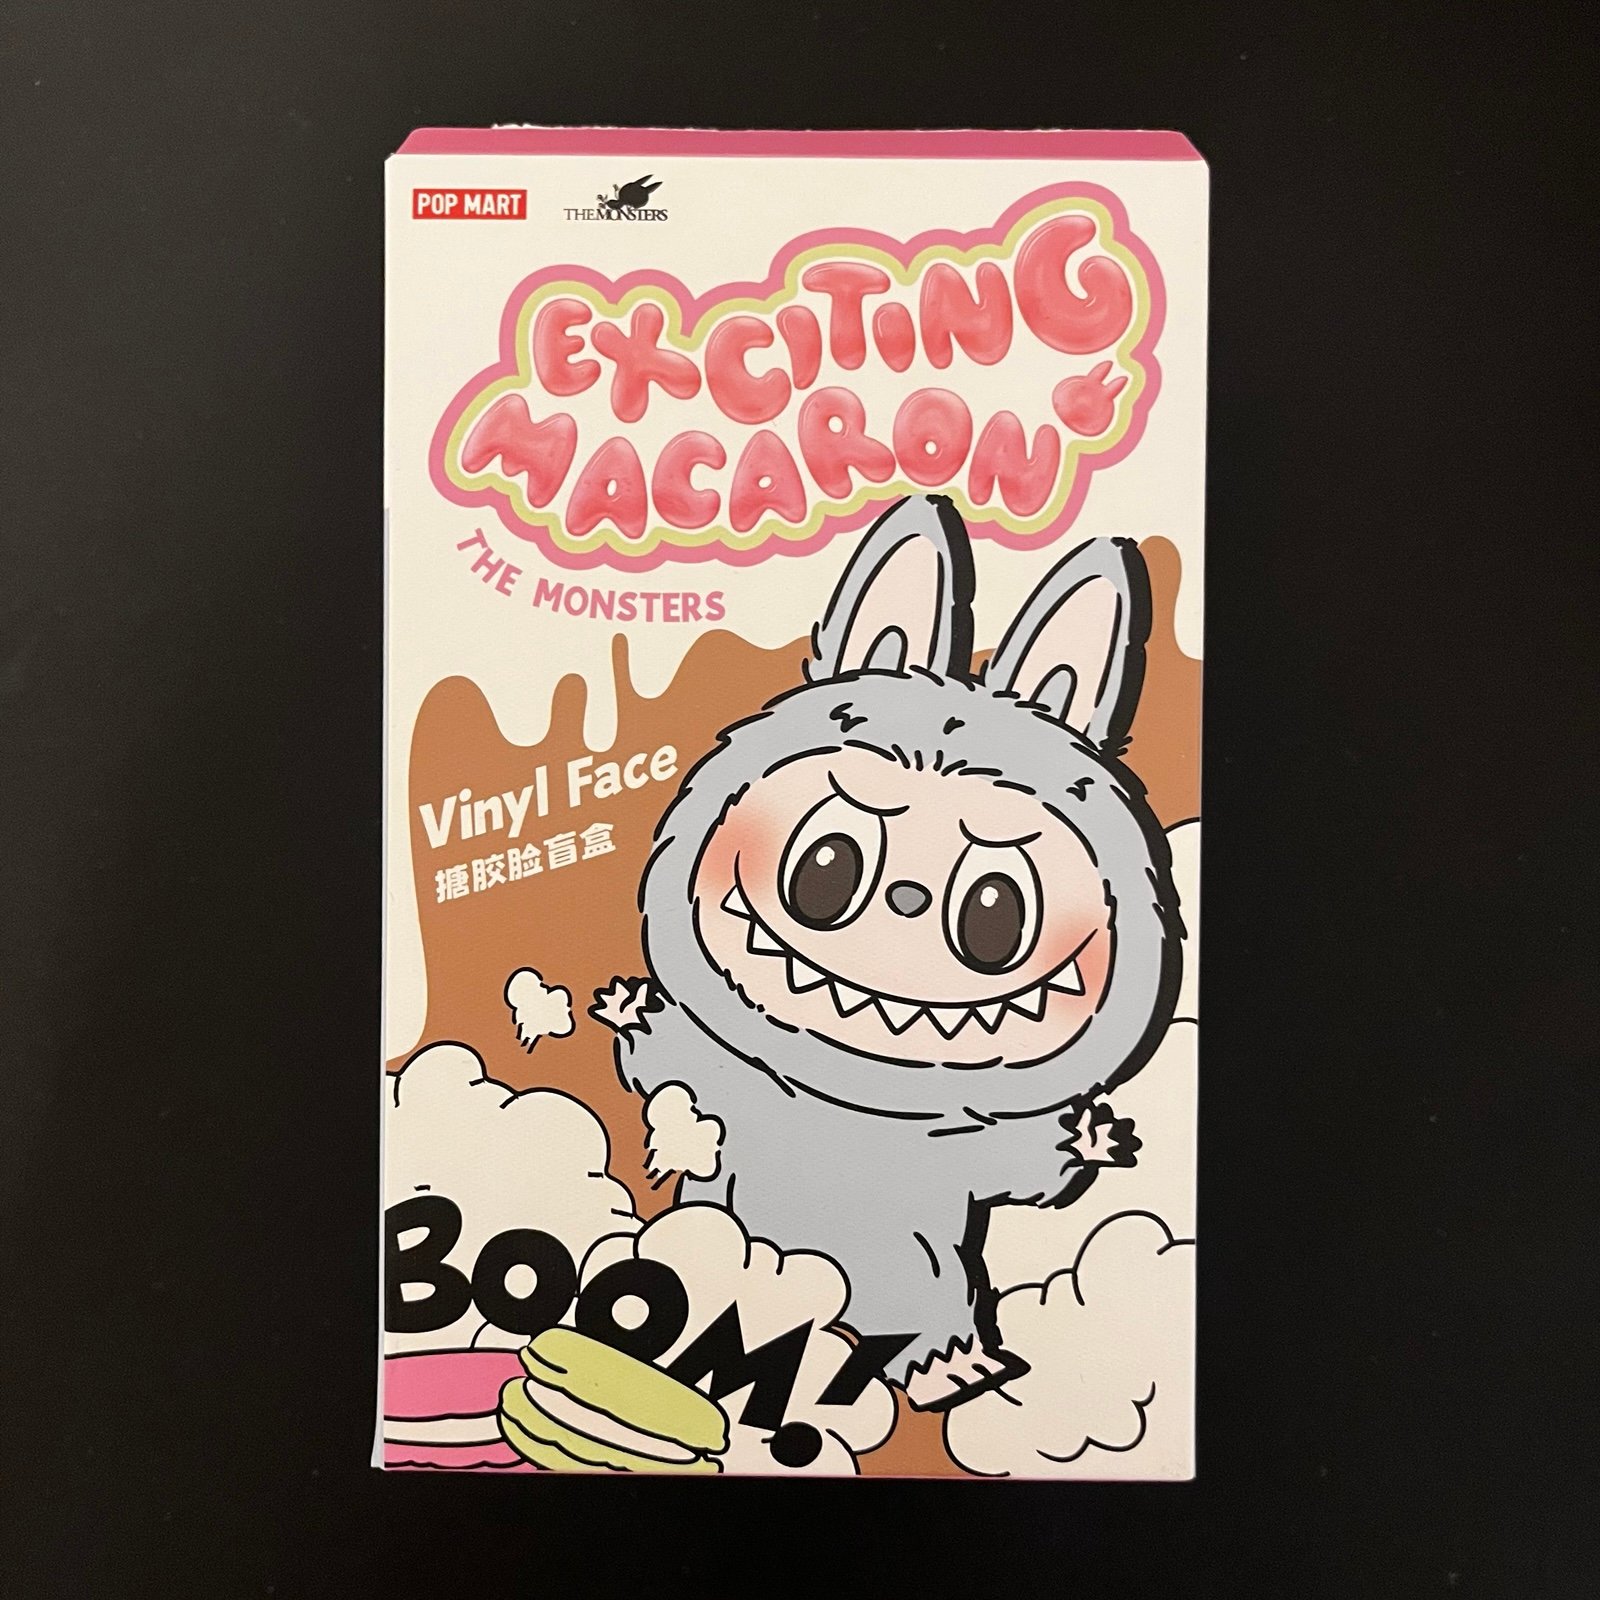 POP MART
THE MONSTERS
EXCITING
MACARON
THE MONSTERS
Vinyl Face
搪胶脸盲盒
BOOM!